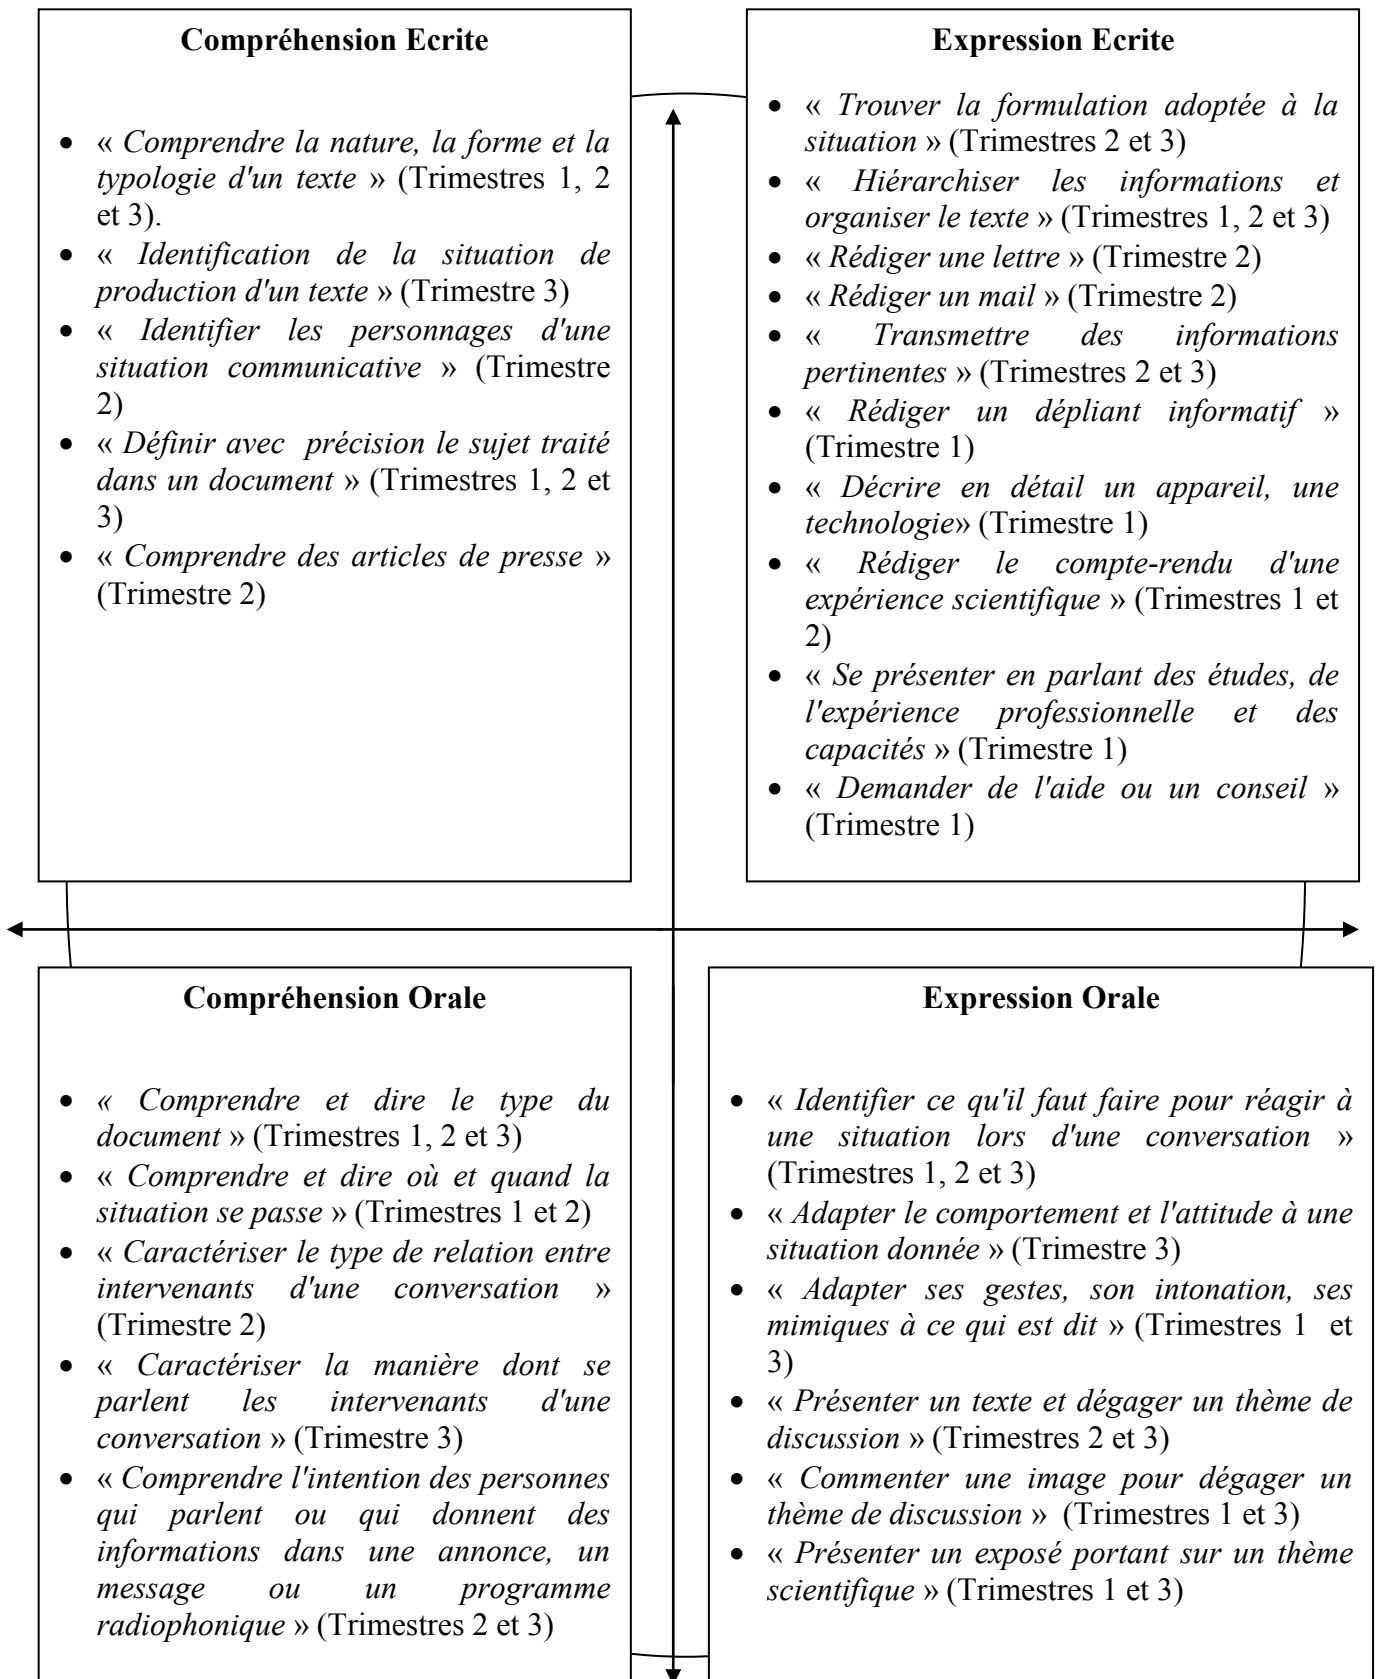 Compréhension Ecrite
• « Comprendre la nature, la forme et la
typologie d'un texte » (Trimestres 1, 2
et 3).
• « Identification de la situation de
production d'un texte » (Trimestre 3)
• « Identifier les personnages d'une
situation communicative » (Trimestre
2)
• « Définir avec précision le sujet traité
dans un document » (Trimestres 1, 2 et
3)
• « Comprendre des articles de presse »
(Trimestre 2)
Expression Ecrite
• « Trouver la formulation adoptée à la
situation » (Trimestres 2 et 3)
• « Hiérarchiser les informations et
organiser le texte » (Trimestres 1, 2 et 3)
• « Rédiger une lettre » (Trimestre 2)
• « Rédiger un mail » (Trimestre 2)
• « Transmettre des informations
pertinentes » (Trimestres 2 et 3)
• « Rédiger un dépliant informatif »
(Trimestre 1)
• « Décrire en détail un appareil, une
technologie» (Trimestre 1)
• « Rédiger le compte-rendu d'une
expérience scientifique » (Trimestres 1 et
2)
• « Se présenter en parlant des études, de
l'expérience professionnelle et des
capacités » (Trimestre 1)
• « Demander de l'aide ou un conseil »
(Trimestre 1)
Compréhension Orale
• « Comprendre et dire le type du
document » (Trimestres 1, 2 et 3)
• « Comprendre et dire où et quand la
situation se passe » (Trimestres 1 et 2)
• « Caractériser le type de relation entre
intervenants d'une conversation »
(Trimestre 2)
• « Caractériser la manière dont se
parlent les intervenants d'une
conversation » (Trimestre 3)
• « Comprendre l'intention des personnes
qui parlent ou qui donnent des
informations dans une annonce, un
message ou un programme
radiophonique » (Trimestres 2 et 3)
Expression Orale
• « Identifier ce qu'il faut faire pour réagir à
une situation lors d'une conversation »
(Trimestres 1, 2 et 3)
• « Adapter le comportement et l'attitude à une
situation donnée » (Trimestre 3)
• « Adapter ses gestes, son intonation, ses
mimiques à ce qui est dit » (Trimestres 1 et
3)
• « Présenter un texte et dégager un thème de
discussion » (Trimestres 2 et 3)
• « Commenter une image pour dégager un
thème de discussion » (Trimestres 1 et 3)
• « Présenter un exposé portant sur un thème
scientifique » (Trimestres 1 et 3)